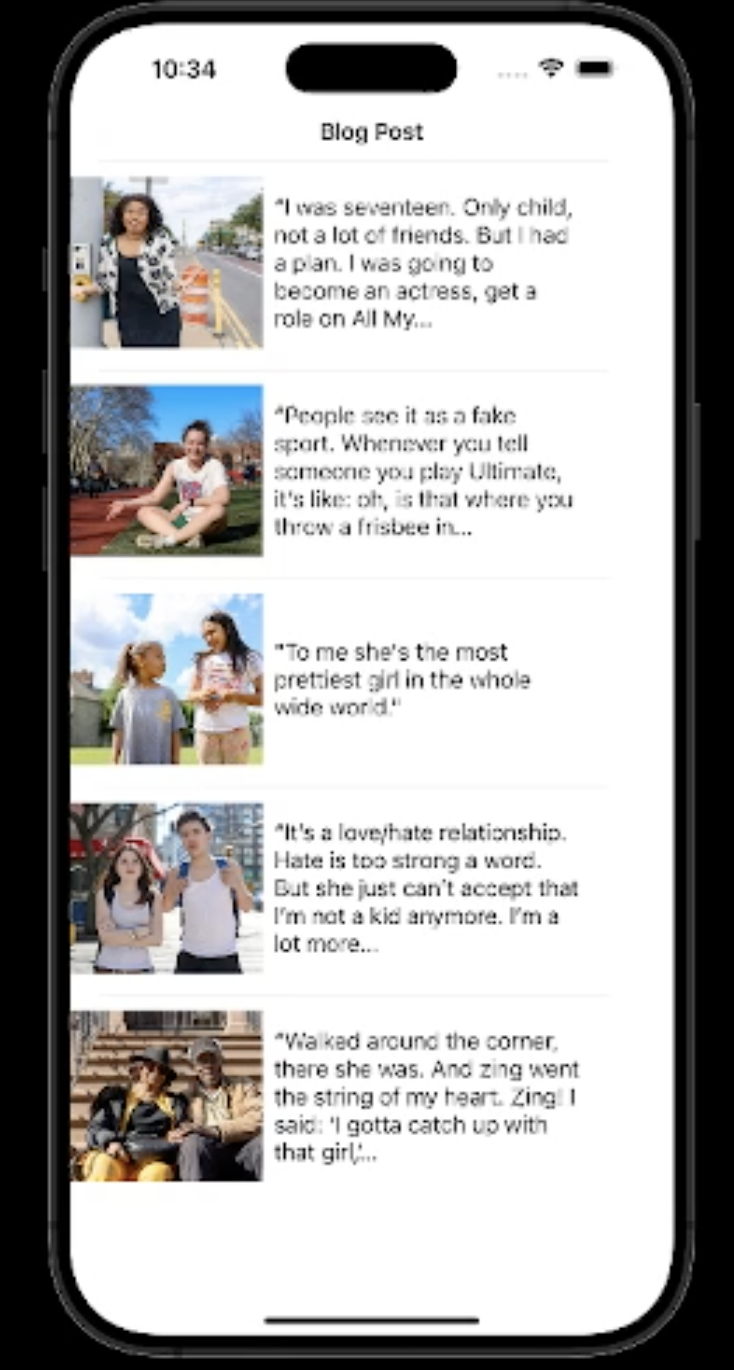 10:34
Blog Post
“I was seventeen. Only child,
not a lot of friends. But I had
a plan. I was going to
become an actress, get a
role on All My...
“People see it as a fake
sport. Whenever you tell
someone you play Ultimate,
it’s like: oh, is that where you
throw a frisbee in...
"To me she's the most
prettiest girl in the whole
wide world."
“It’s a love/hate relationship.
Hate is too strong a word.
But she just can’t accept that
I’m not a kid anymore. I’m a
lot more...
“Walked around the corner,
there she was. And zing went
the string of my heart. Zing! I
said: ‘I gotta catch up with
that girl,’...